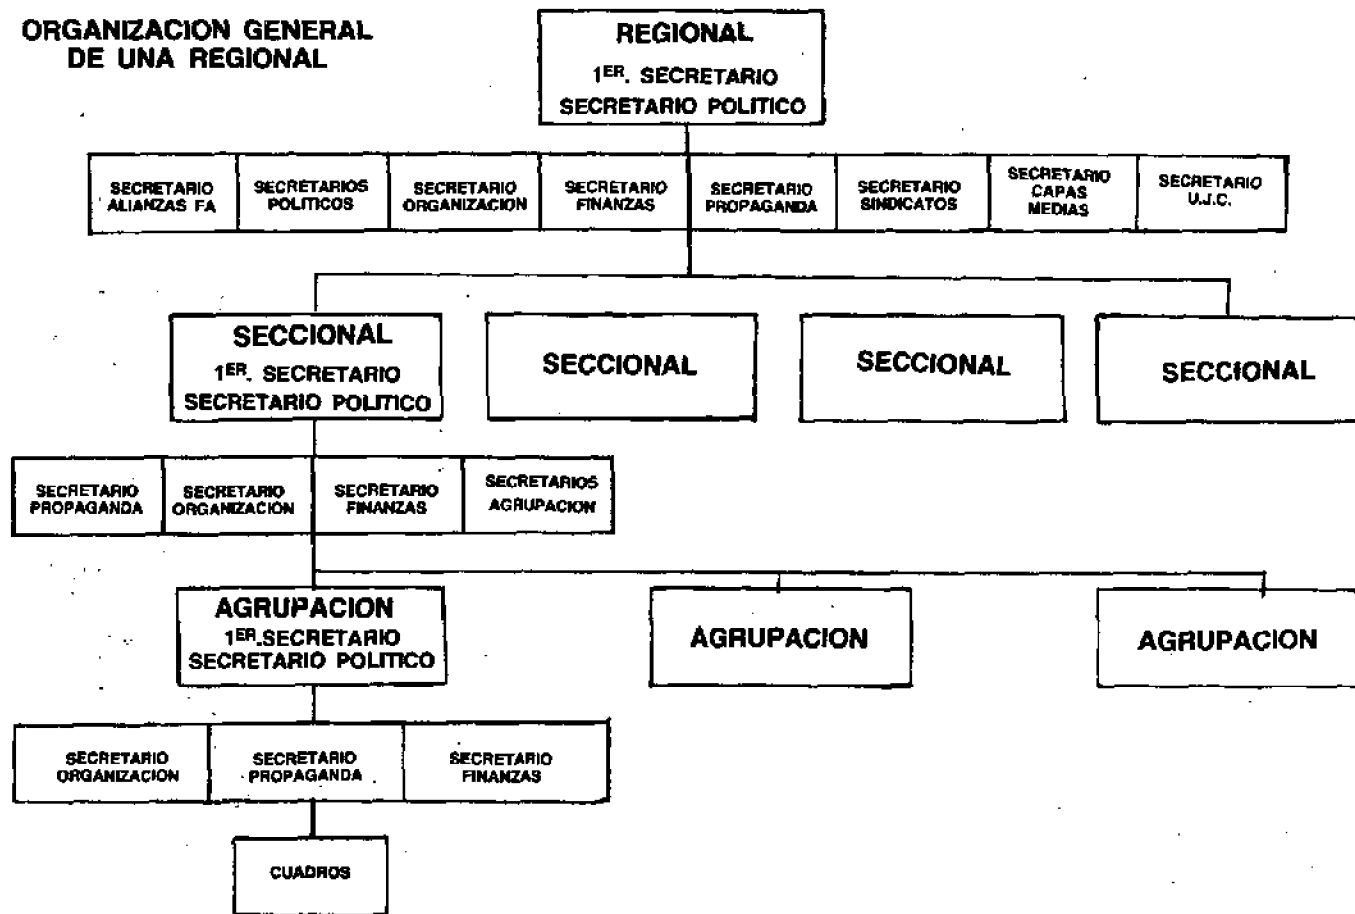 ORGANIZACION GENERAL
DE UNA REGIONAL
REGIONAL
1ER. SECRETARIO
SECRETARIO POLITICO
SECRETARIO
ALIANZAS FA
SECRETARIOS
POLITICOS
SECRETARIO
ORGANIZACION
SECRETARIO
FINANZAS
SECRETARIO
PROPAGANDA
SECRETARIO
SINDICATOS
SECRETARIO
CAPAS
MEDIAS
SECRETARIO
U.J.C.
SECCIONAL
1ER. SECRETARIO
SECRETARIO POLITICO
SECCIONAL
SECCIONAL
SECCIONAL
SECRETARIO
PROPAGANDA
SECRETARIO
ORGANIZACION
SECRETARIO
FINANZAS
SECRETARIOS
AGRUPACION
AGRUPACION
1ER.SECRETARIO
SECRETARIO POLITICO
AGRUPACION
AGRUPACION
SECRETARIO
ORGANIZACION
SECRETARIO
PROPAGANDA
SECRETARIO
FINANZAS
CUADROS